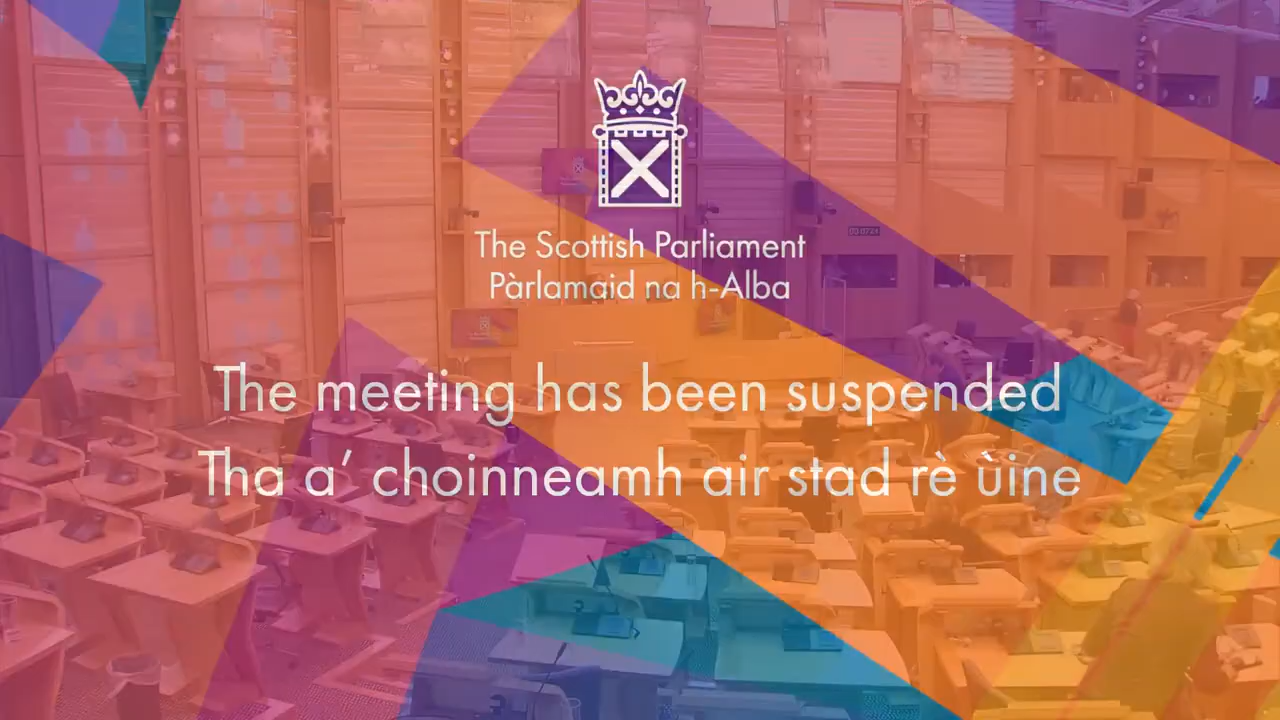 The Scottish Parliament
Pàrlamaid na h-Alba
The meeting has been suspended
Tha a’ choinneamh air stad rè ùine